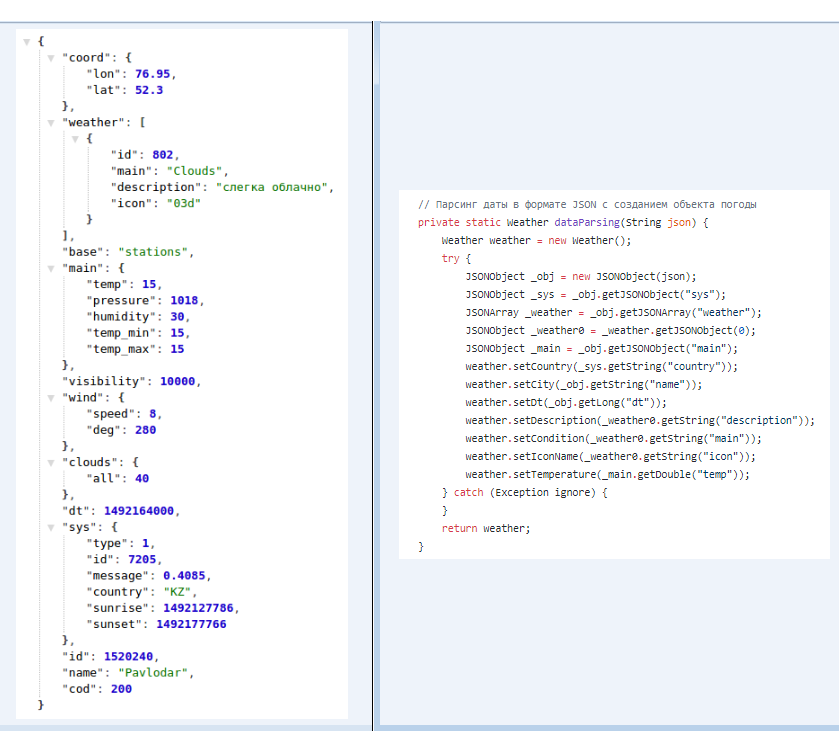 {
"coord": {
"lon": 76.95,
"lat": 52.3
},
"weather": [
{
"id": 802,
"main": "Clouds",
"description": "слегка облачно",
"icon": "03d"
}
],
"base": "stations",
"main": {
"temp": 15,
"pressure": 1018,
"humidity": 30,
"temp_min": 15,
"temp_max": 15
},
"visibility": 10000,
"wind": {
"speed": 8,
"deg": 280
},
"clouds": {
"all": 40
},
"dt": 1492164000,
"sys": {
"type": 1,
"id": 7205,
"message": 0.4085,
"country": "KZ",
"sunrise": 1492127786,
"sunset": 1492177766
},
"id": 1520240,
"name": "Pavlodar",
"cod": 200
}
// Парсинг даты в формате JSON с созданием объекта погоды
private static Weather dataParsing(String json) {
Weather weather = new Weather();
try {
JSONObject _obj = new JSONObject(json);
JSONObject _sys = _obj.getJSONObject("sys");
JSONArray _weather = _obj.getJSONArray("weather");
JSONObject _weather0 = _weather.getJSONObject(0);
JSONObject _main = _obj.getJSONObject("main");
weather.setCountry(_sys.getString("country"));
weather.setCity(_obj.getString("name"));
weather.setDt(_obj.getLong("dt"));
weather.setDescription(_weather0.getString("description"));
weather.setCondition(_weather0.getString("main"));
weather.setIconName(_weather0.getString("icon"));
weather.setTemperature(_main.getDouble("temp"));
} catch (Exception ignore) {
}
return weather;
}